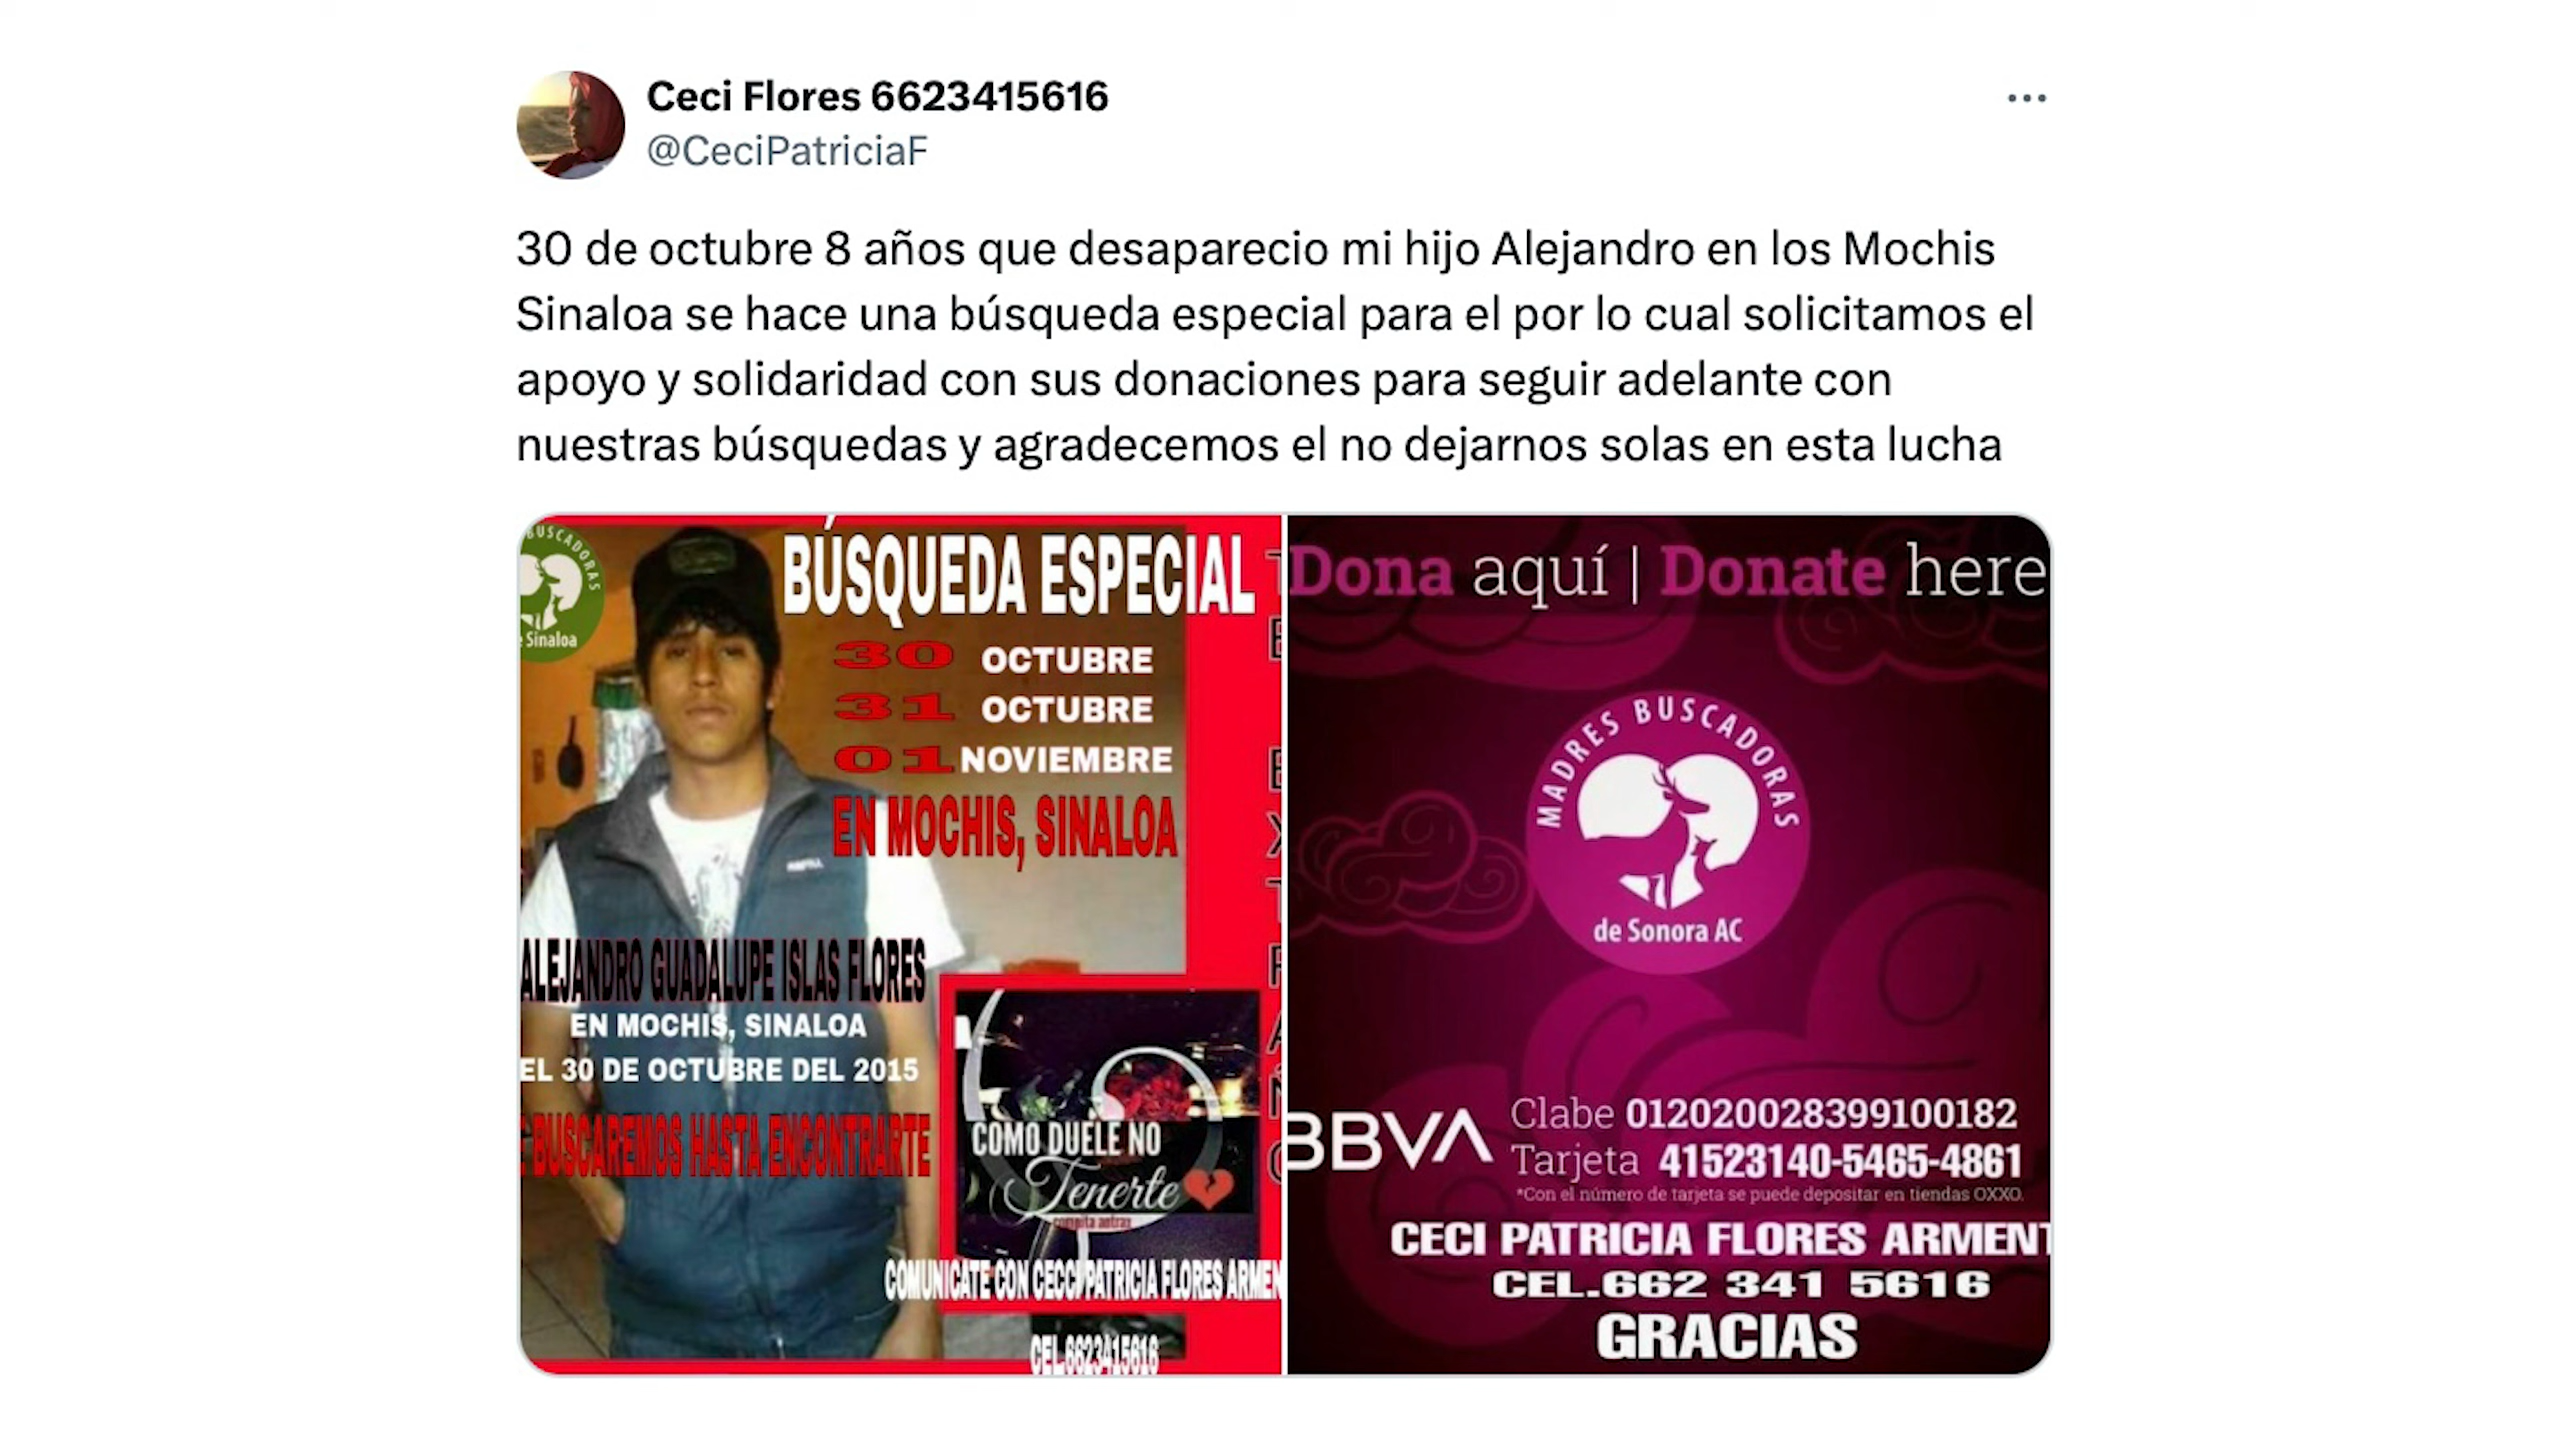 Ceci Flores 6623415616
@CeciPatriciaF
30 de octubre 8 años que desaparecio mi hijo Alejandro en los Mochis
Sinaloa se hace una búsqueda especial para el por lo cual solicitamos el
apoyo y solidaridad con sus donaciones para seguir adelante con
nuestras búsquedas y agradecemos el no dejarnos solas en esta lucha
BUSCADORAS
Sinaloa
BÚSQUEDA ESPECIAL
30 OCTUBRE
31 OCTUBRE
01 NOVIEMBRE
EN MOCHIS, SINALOA
ALEJANDRO GUADALUPE ISLAS FLORES
EN MOCHIS, SINALOA
EL 30 DE OCTUBRE DEL 2015
BUSCAREMOS HASTA ENCONTRARTE
COMO DUELE NO
Tenerte
COMUNICATE CON CECCI PATRICIA FLORES ARMEN
CEL.6623415616
Dona aquí | Donate here
MADRES BUSCADORAS
de Sonora AC
BBVA
Clabe 012020028399100182
Tarjeta 41523140-5465-4861
*Con el número de tarjeta se puede depositar en tiendas OXXO.
CECI PATRICIA FLORES ARMENT
CEL.662 341 5616
GRACIAS